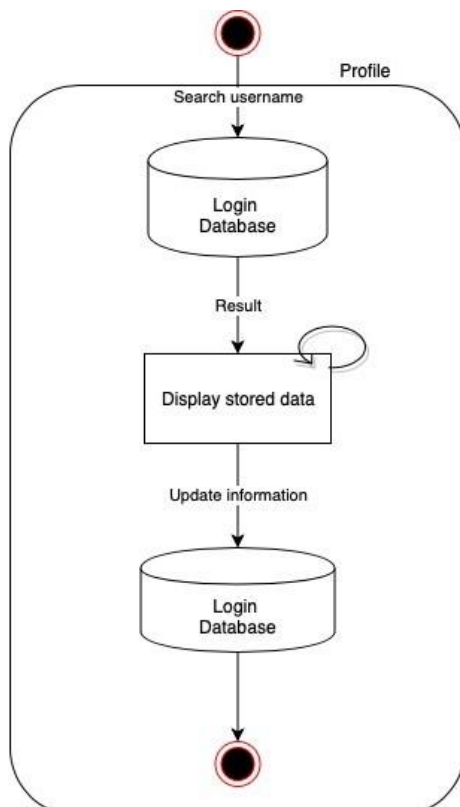 Profile
Search username
Login
Database
Result
Display stored data
Update information
Login
Database